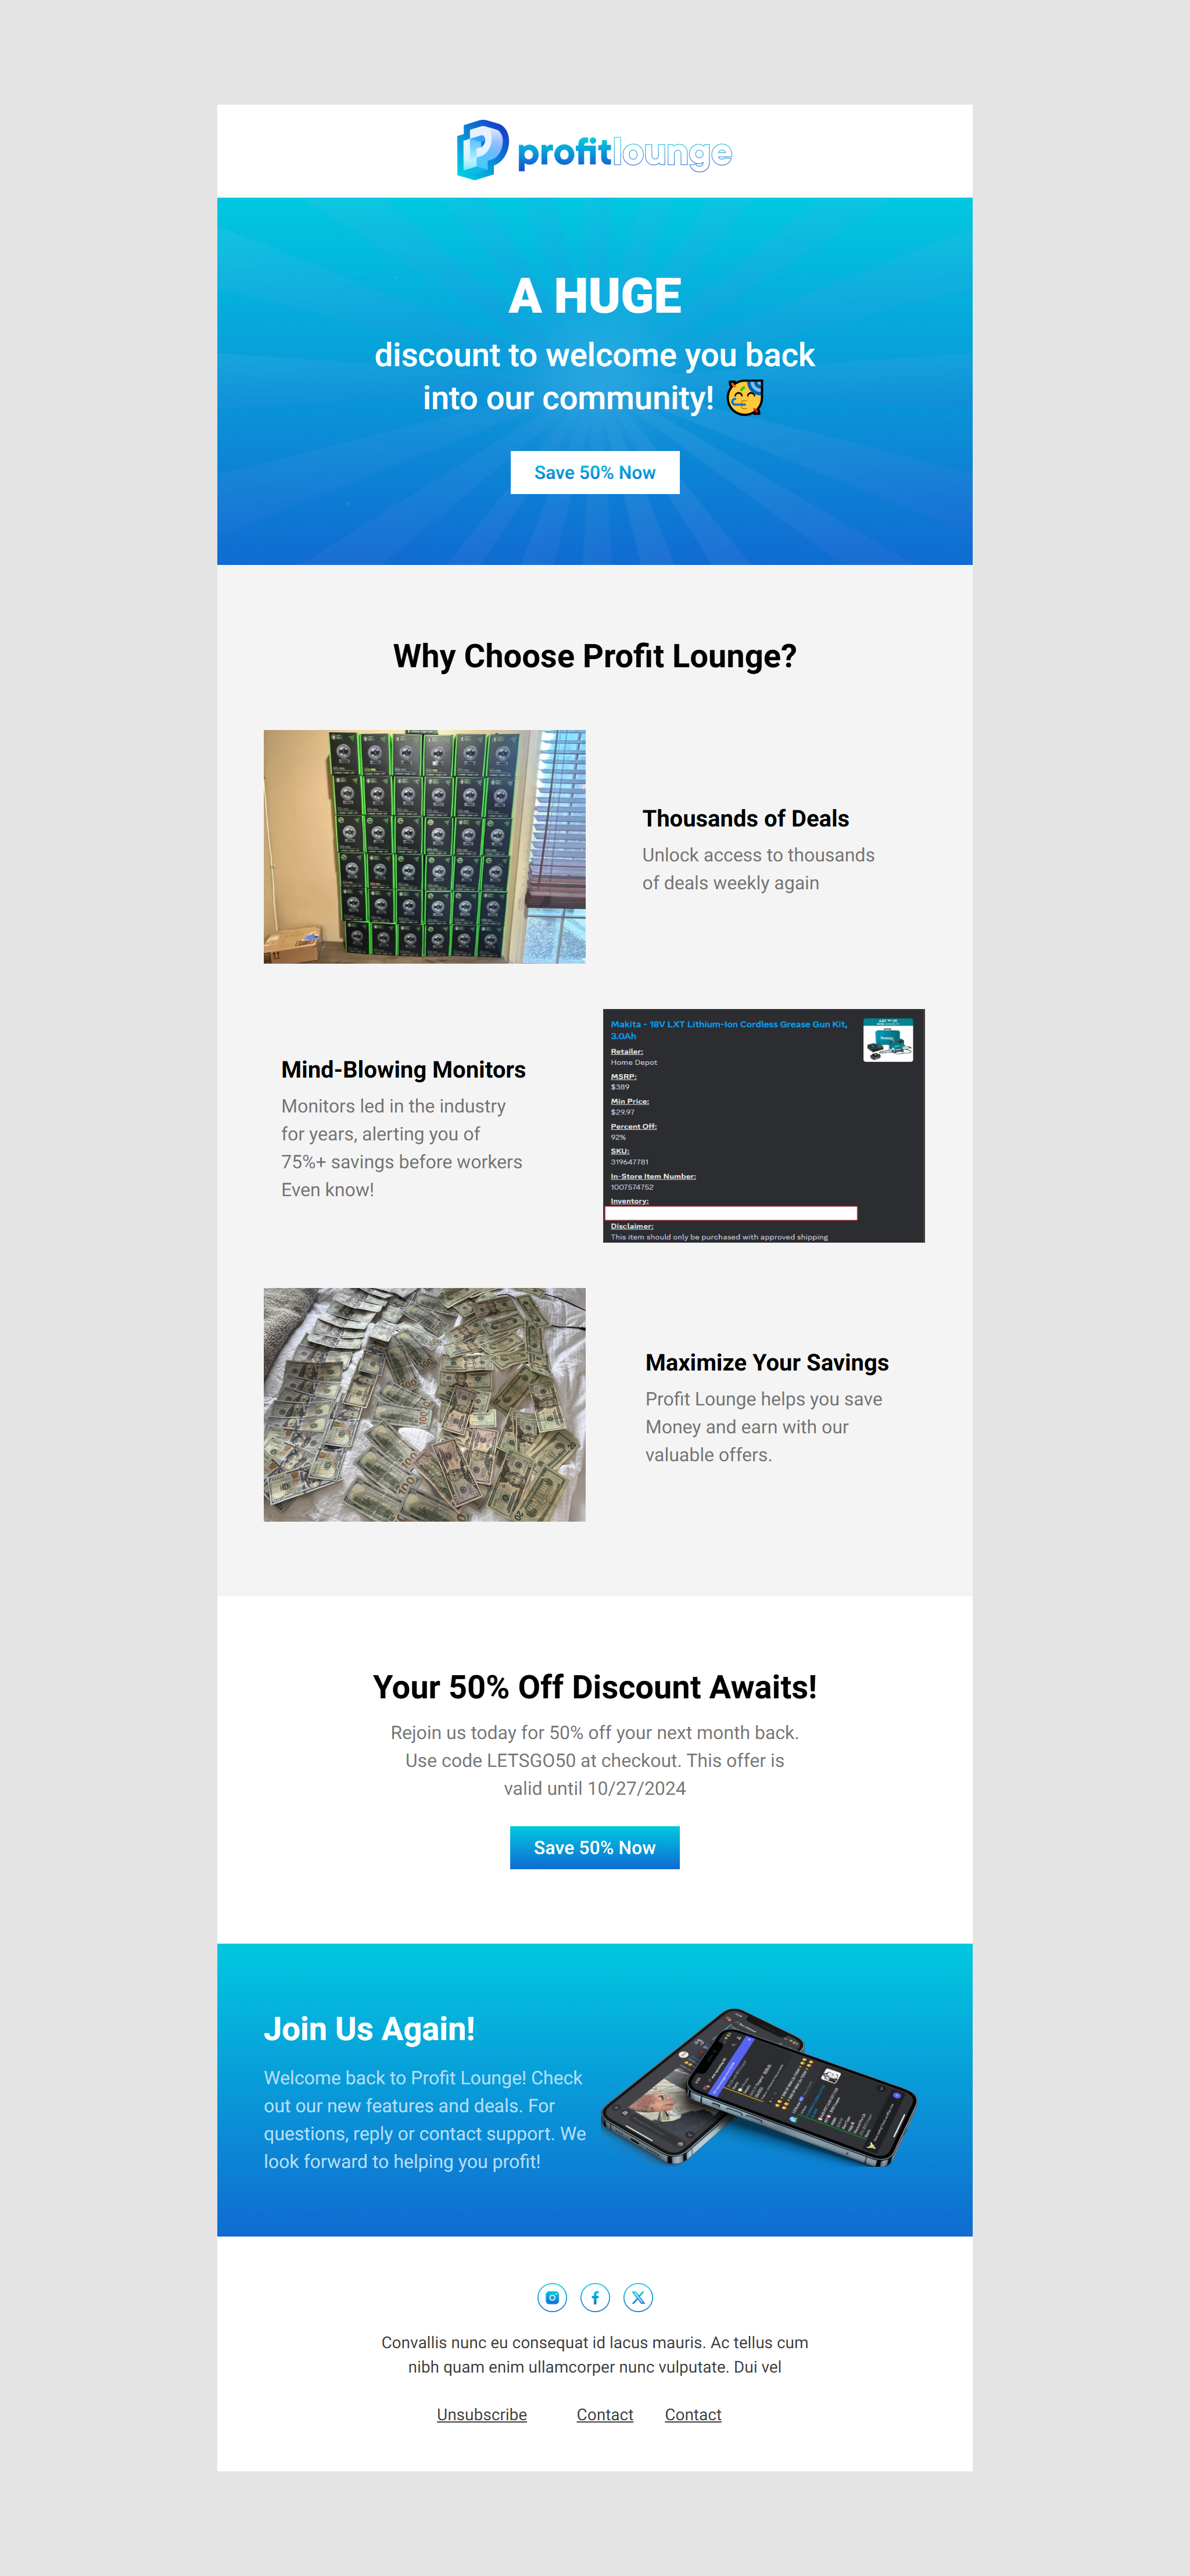 profitlounge
A HUGE
discount to welcome you back
into our community!
Save 50% Now
Why Choose Profit Lounge?
Thousands of Deals
Unlock access to thousands
of deals weekly again
Mind-Blowing Monitors
Monitors led in the industry
for years, alerting you of
75%+ savings before workers
Even know!
Makita - 18V LXT Lithium-Ion Cordless Grease Gun Kit,
3.0Ah
Retailer:
Home Depot
MSRP:
$389
Min Price:
$29.97
Percent Off:
92%
SKU:
319647781
In-Store Item Number:
1007574752
Inventory:
Disclaimer:
This item should only be purchased with approved shipping
Maximize Your Savings
Profit Lounge helps you save
Money and earn with our
valuable offers.
Your 50% Off Discount Awaits!
Rejoin us today for 50% off your next month back.
Use code LETSGO50 at checkout. This offer is
valid until 10/27/2024
Save 50% Now
Join Us Again!
Welcome back to Profit Lounge! Check
out our new features and deals. For
questions, reply or contact support. We
look forward to helping you profit!
Convallis nunc eu consequat id lacus mauris. Ac tellus cum
nibh quam enim ullamcorper nunc vulputate. Dui vel
Unsubscribe Contact Contact